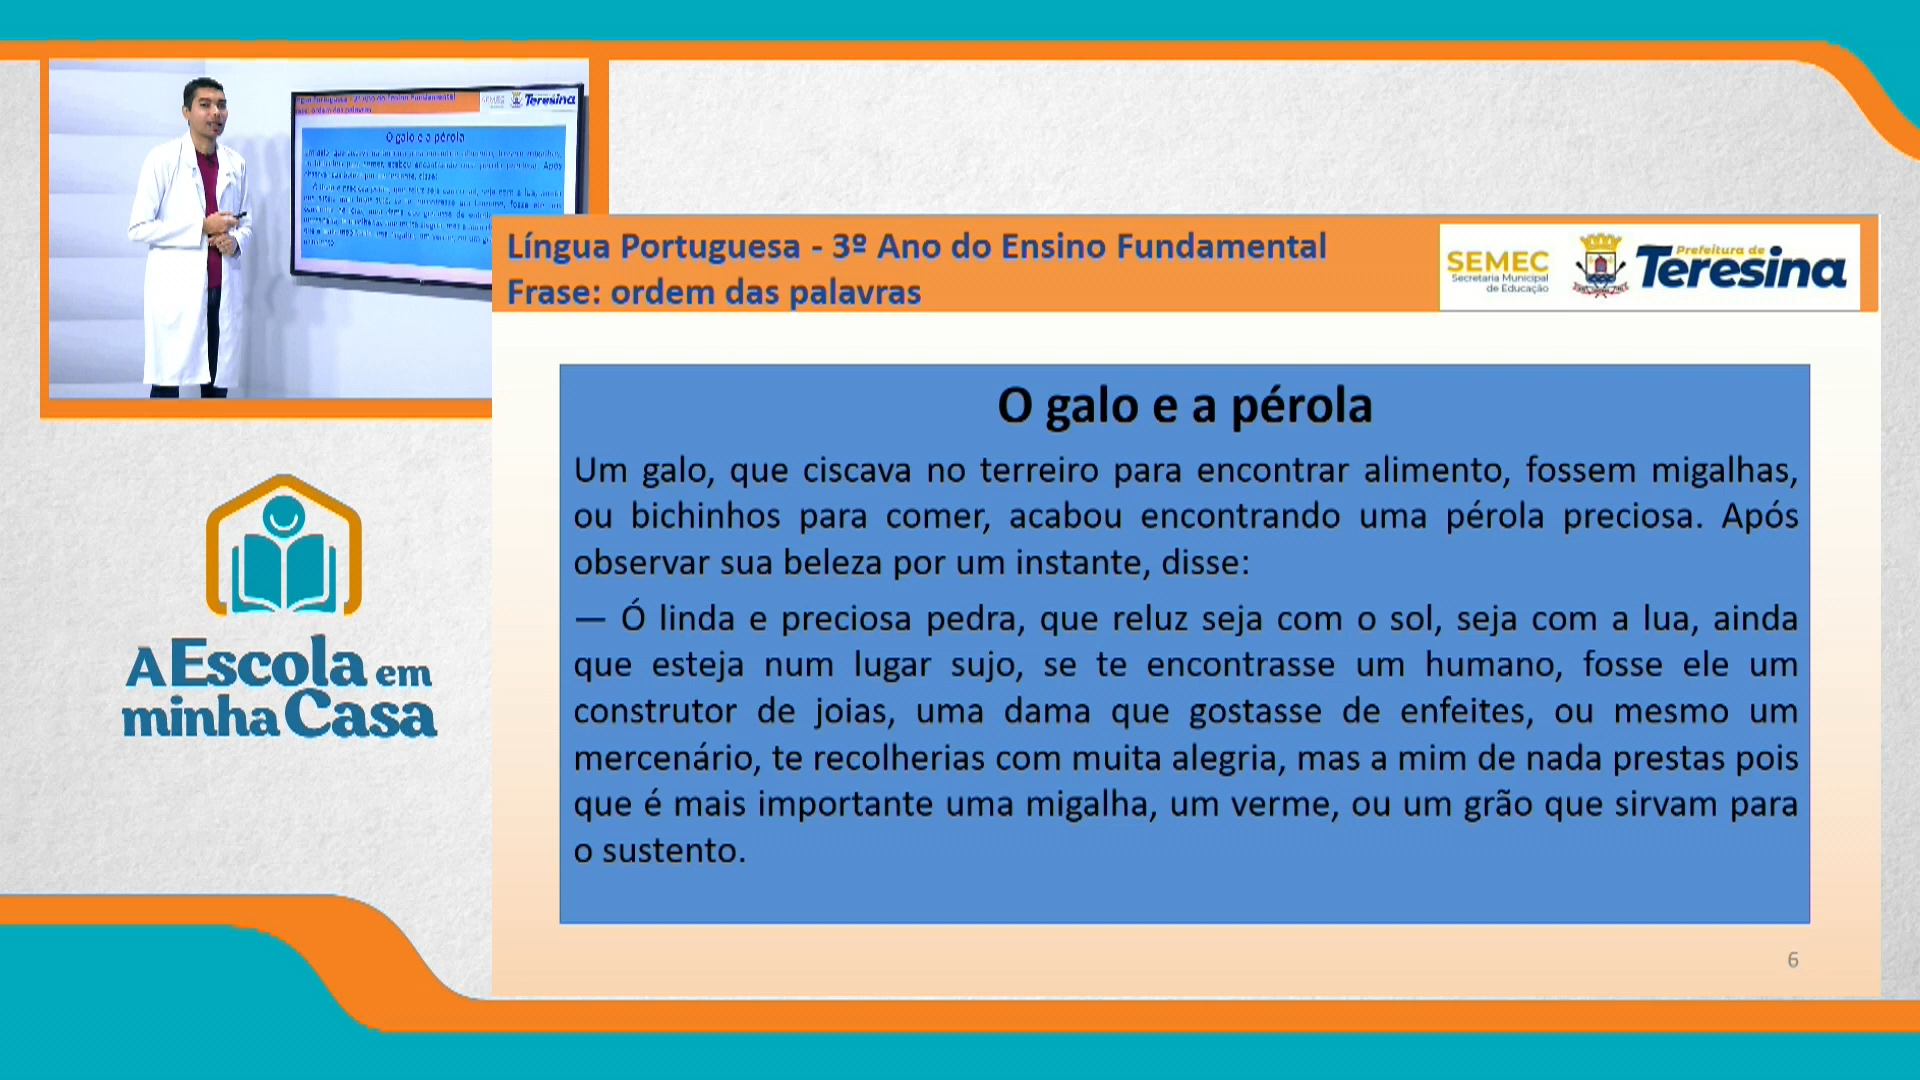 Língua Portuguesa - 3º Ano do Ensino Fundamental
Frase: ordem das palavras
SEMEC
Secretaria Municipal
de Educação
Prefeitura de
Teresina
O galo e a pérola
Um galo, que ciscava no terreiro para encontrar alimento, fossem migalhas,
ou bichinhos para comer, acabou encontrando uma pérola preciosa. Após
observar sua beleza por um instante, disse:
— Ó linda e preciosa pedra, que reluz seja com o sol, seja com a lua, ainda
que esteja num lugar sujo, se te encontrasse um humano, fosse ele um
construtor de joias, uma dama que gostasse de enfeites, ou mesmo um
mercenário, te recolherias com muita alegria, mas a mim de nada prestas pois
que é mais importante uma migalha, um verme, ou um grão que sirvam para
o sustento.
6
A Escola em
minha Casa
Teresina
O galo e a pérola